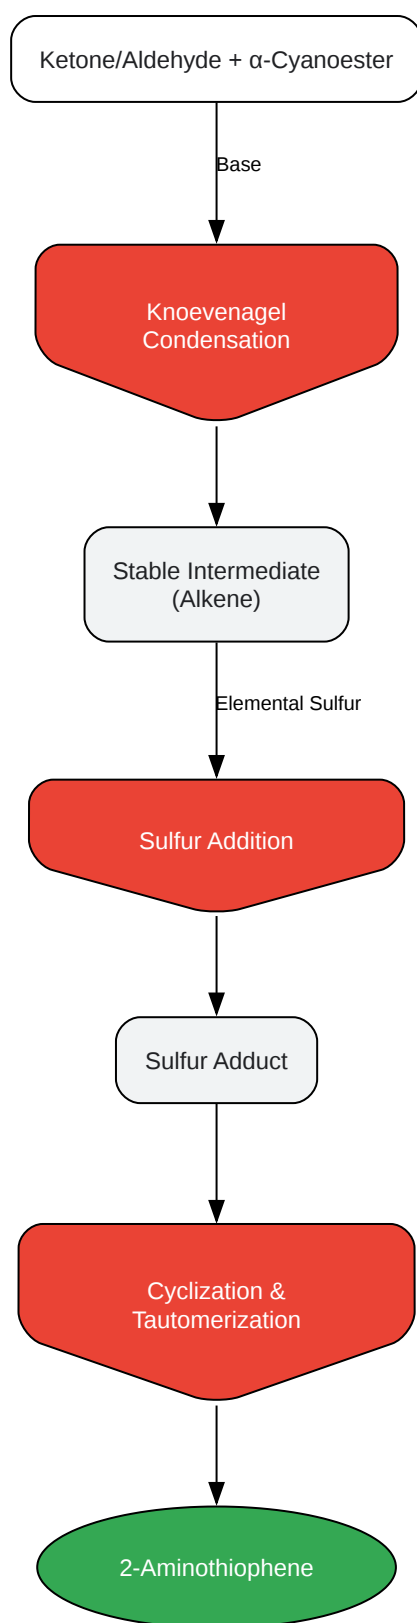 Ketone/Aldehyde + α-Cyanoester
Base
Knoevenagel
Condensation
Stable Intermediate
(Alkene)
Elemental Sulfur
Sulfur Addition
Sulfur Adduct
Cyclization &
Tautomerization
2-Aminothiophene